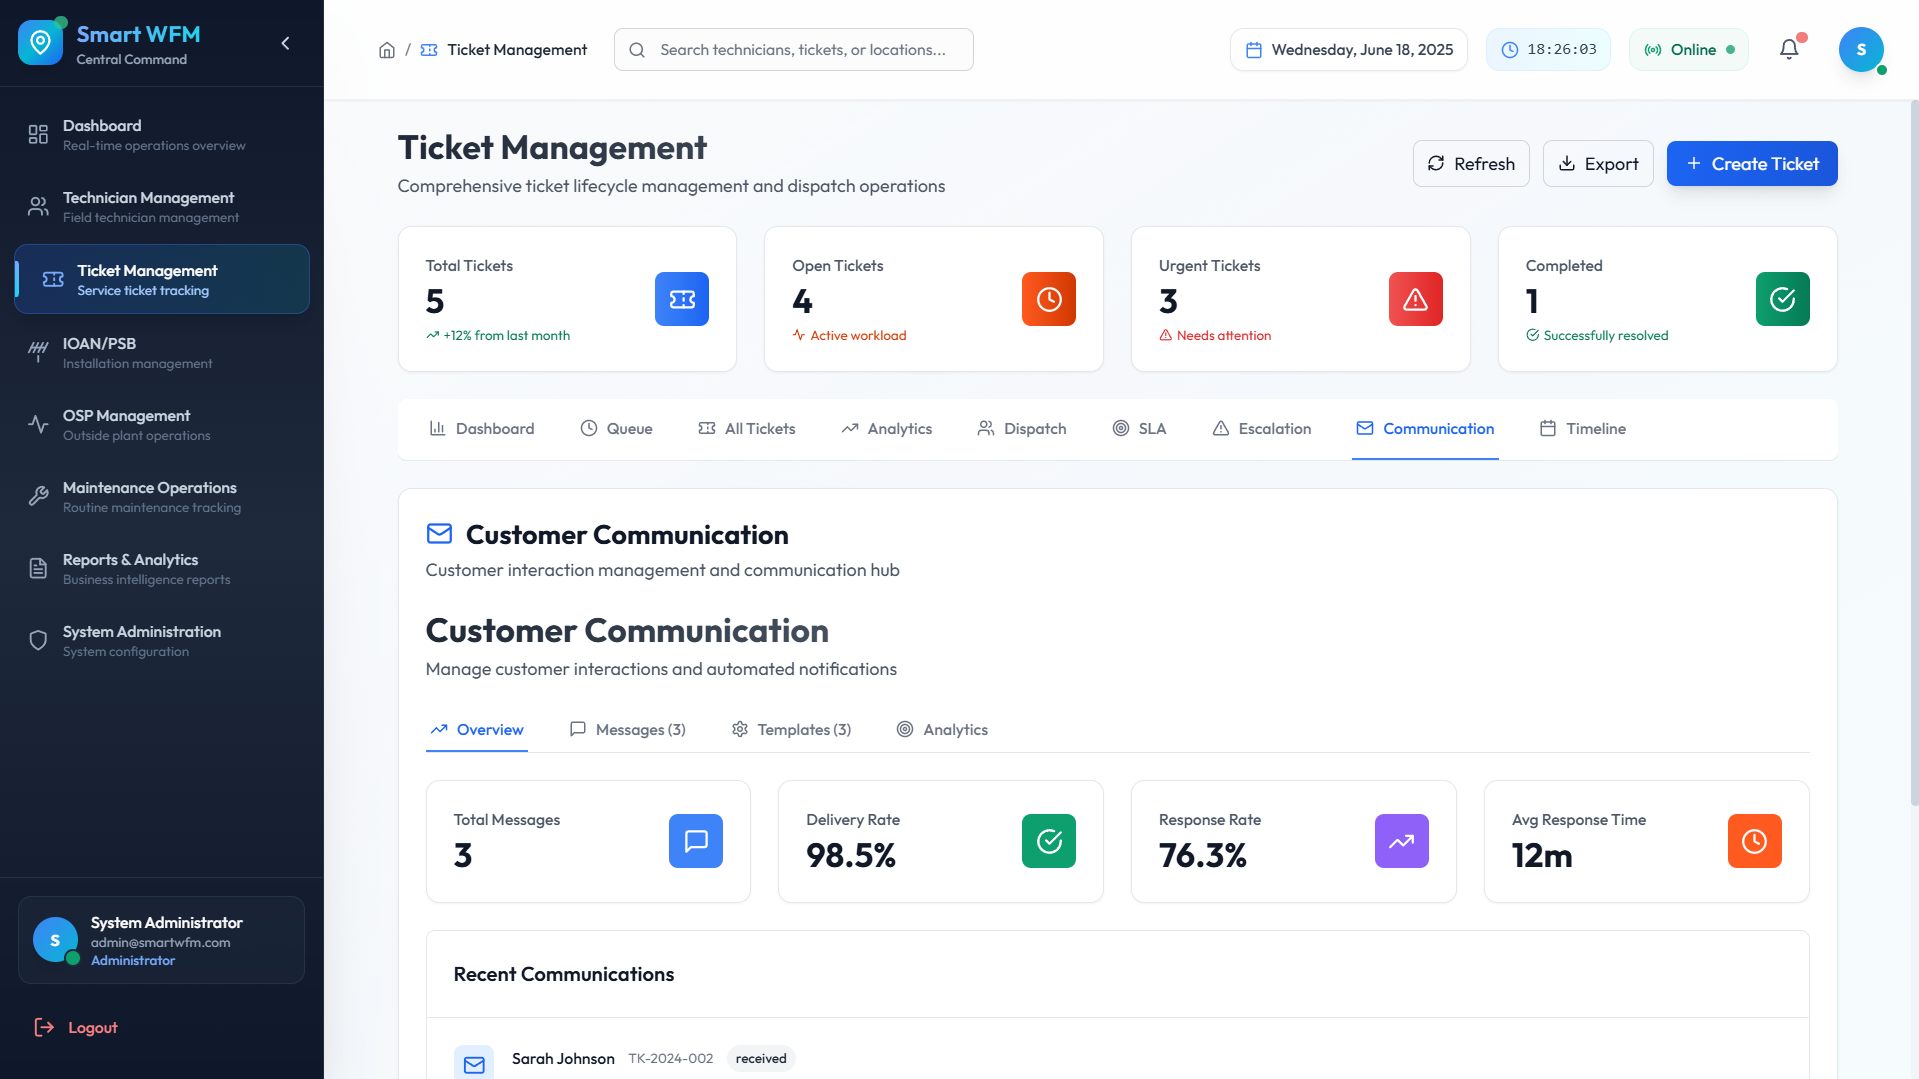 Smart WFM
Central Command
Dashboard
Real-time operations overview
Technician Management
Field technician management
Ticket Management
Service ticket tracking
IOAN/PSB
Installation management
OSP Management
Outside plant operations
Maintenance Operations
Routine maintenance tracking
Reports & Analytics
Business intelligence reports
System Administration
System configuration
S
System Administrator
admin@smartwfm.com
Administrator
Logout
/ Ticket Management
Search technicians, tickets, or locations...
Wednesday, June 18, 2025
18:26:03
Online
S
Ticket Management
Comprehensive ticket lifecycle management and dispatch operations
Refresh
Export
Create Ticket
Total Tickets
5
+12% from last month
Open Tickets
4
Active workload
Urgent Tickets
3
Needs attention
Completed
1
Successfully resolved
Dashboard
Queue
All Tickets
Analytics
Dispatch
SLA
Escalation
Communication
Timeline
Customer Communication
Customer interaction management and communication hub
Customer Communication
Manage customer interactions and automated notifications
Overview
Messages (3)
Templates (3)
Analytics
Total Messages
3
Delivery Rate
98.5%
Response Rate
76.3%
Avg Response Time
12m
Recent Communications
Sarah Johnson TK-2024-002 received